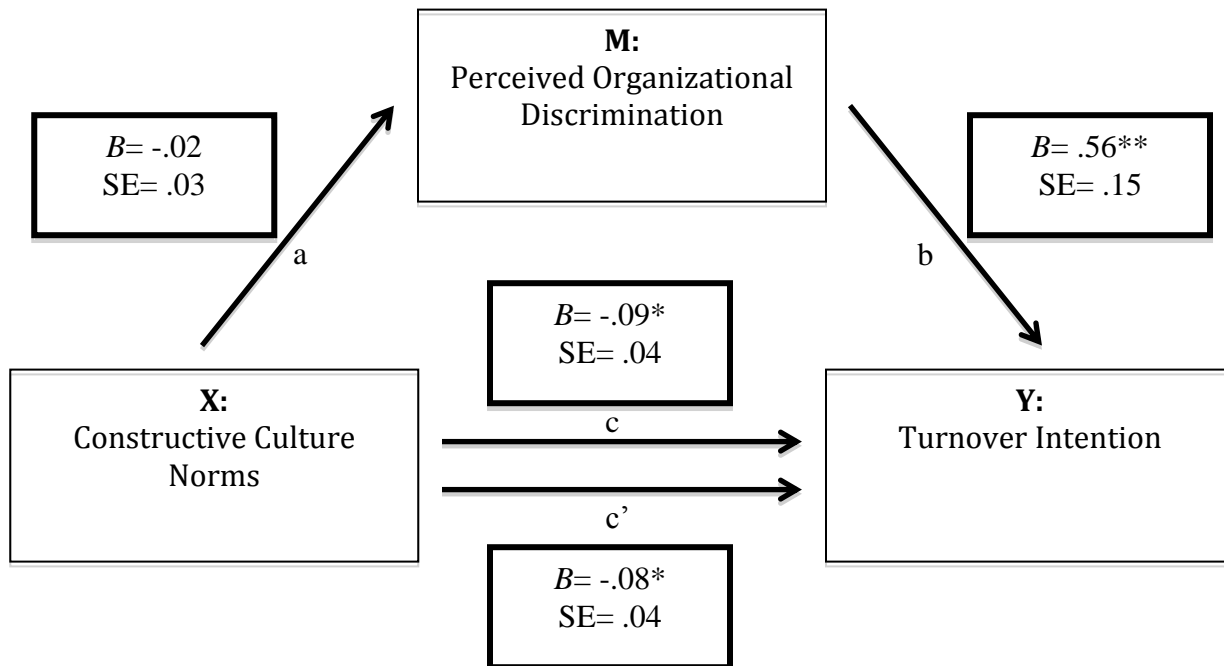 M:
Perceived Organizational
Discrimination
B= -.02
SE= .03
B= .56**
SE= .15
a
b
B= -.09*
SE= .04
X:
Constructive Culture
Norms
c
c’
Y:
Turnover Intention
B= -.08*
SE= .04